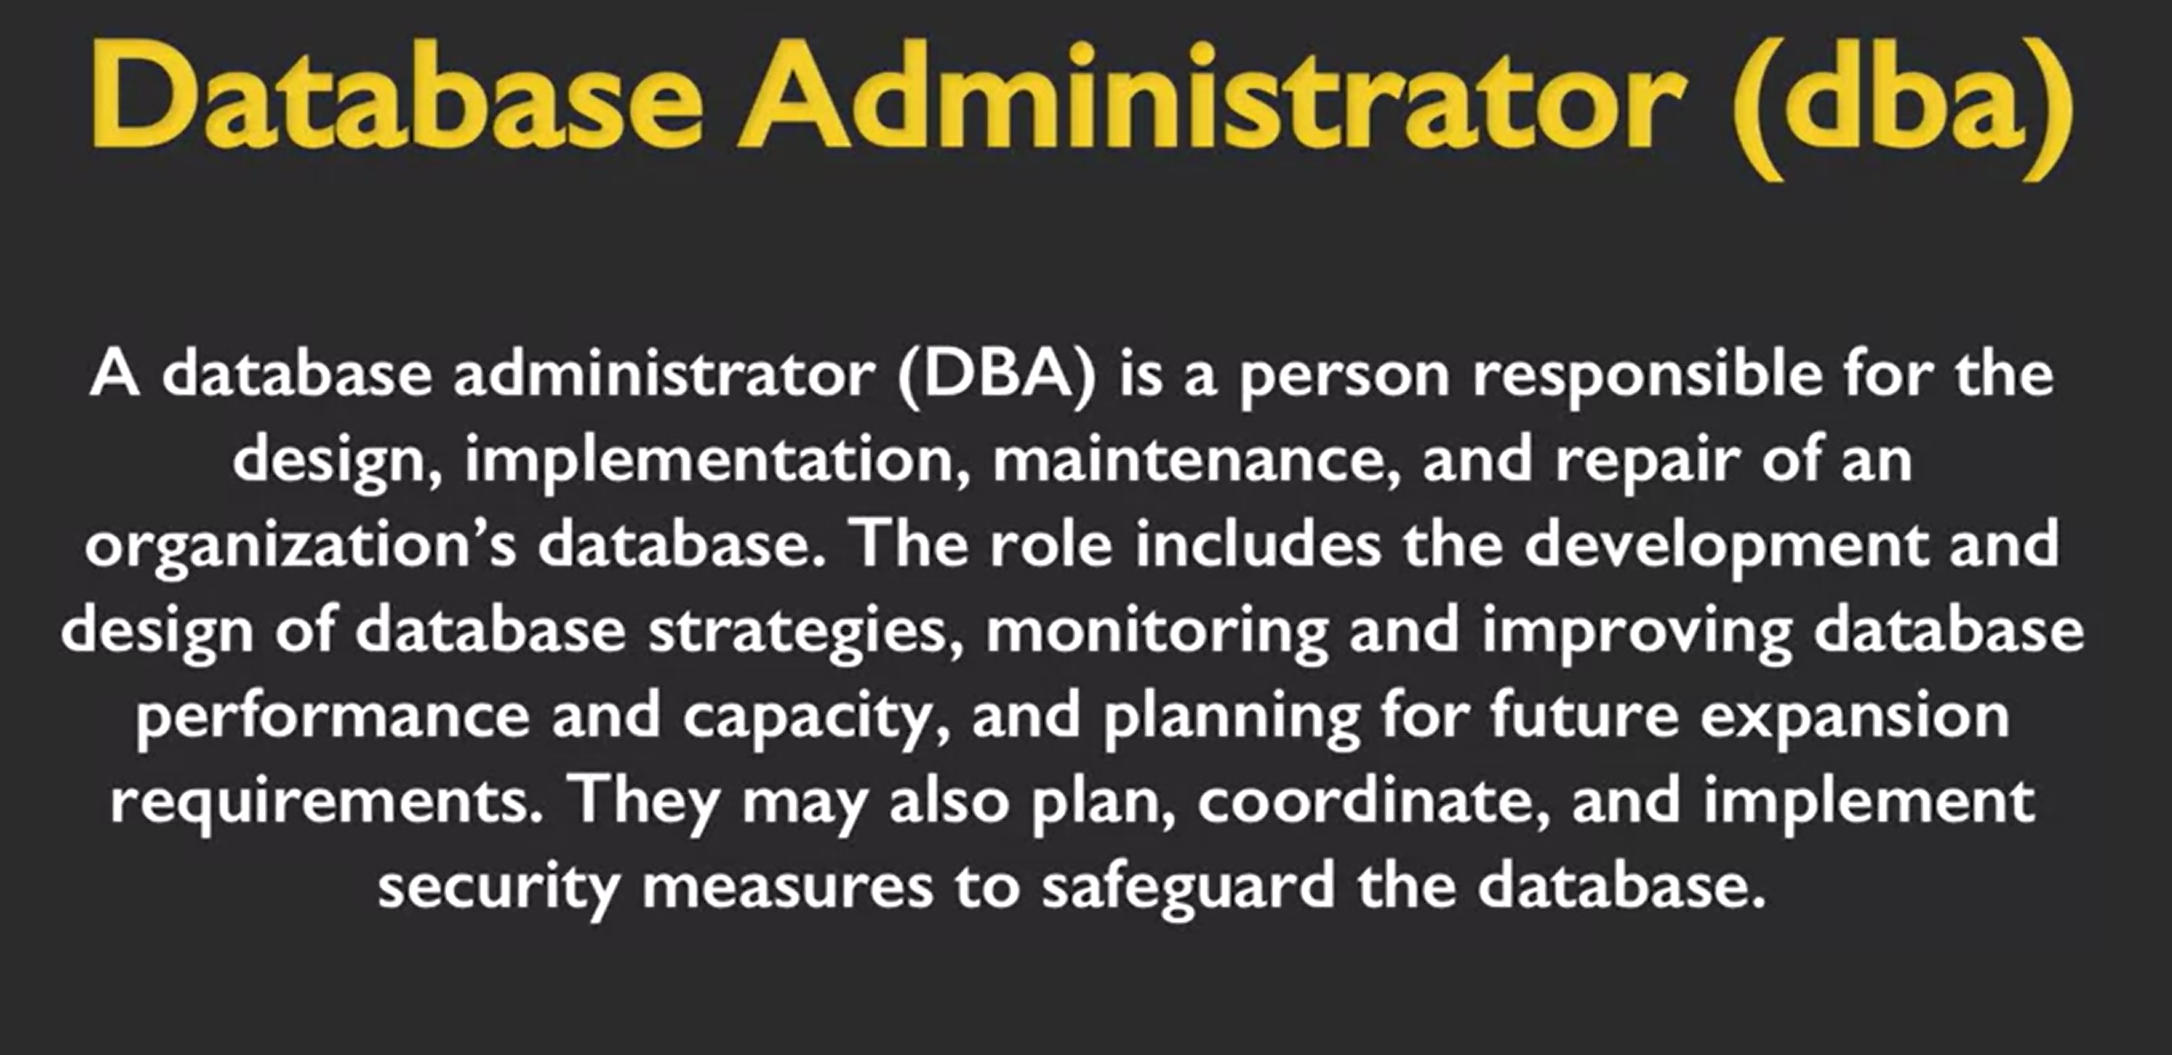 Database Administrator (dba)
A database administrator (DBA) is a person responsible for the
design, implementation, maintenance, and repair of an
organization’s database. The role includes the development and
design of database strategies, monitoring and improving database
performance and capacity, and planning for future expansion
requirements. They may also plan, coordinate, and implement
security measures to safeguard the database.